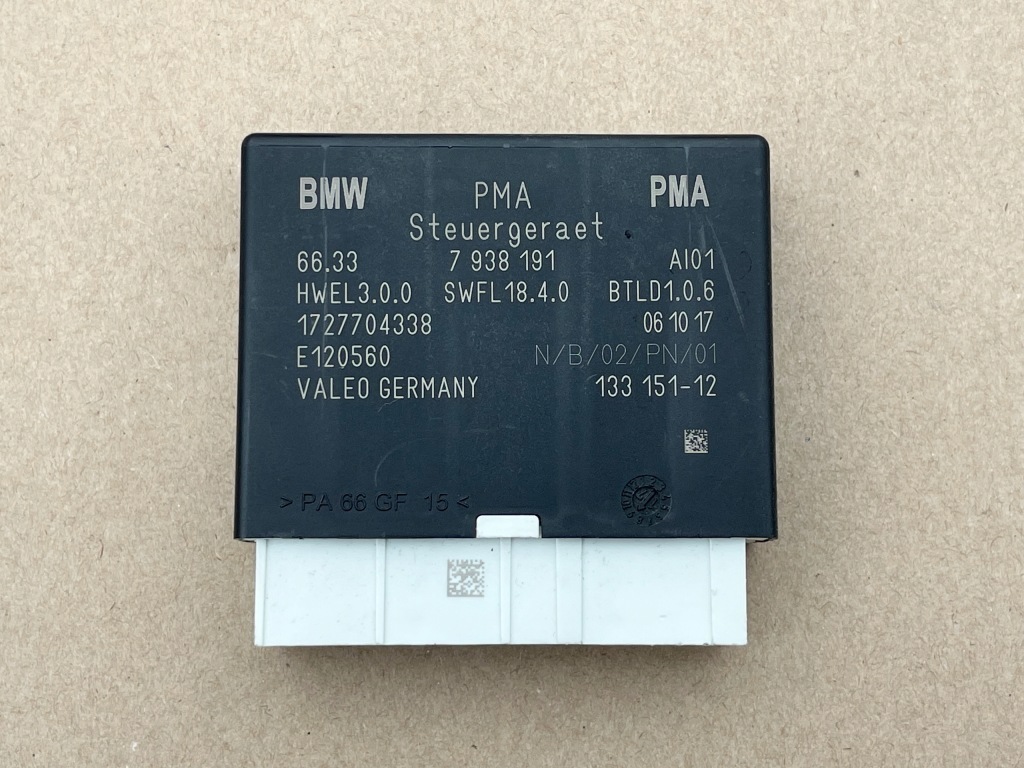 BMW PMA PMA
Steuergeraet
66.33 7 938 191 AI01
HWEL3.0.0 SWFL18.4.0 BTLD1.0.6
1727704338 06 10 17
E120560 N/B/02/PN/01
VALEO GERMANY 133 151-12
> PA 66 GF 15 <